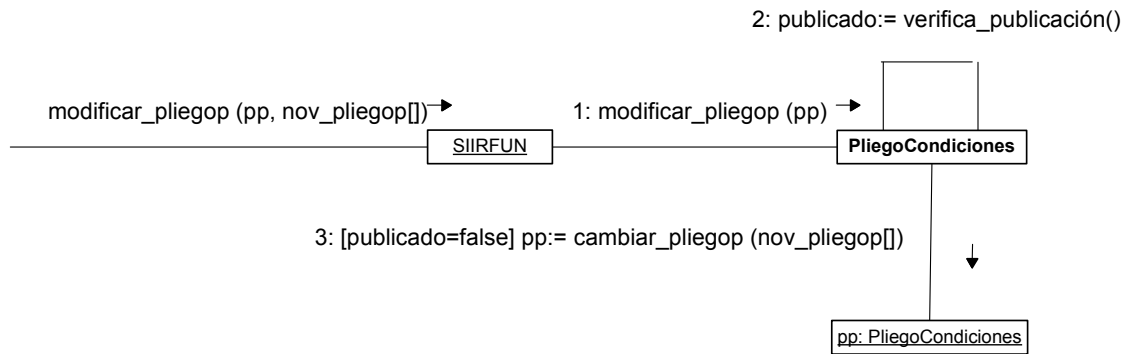 2: publicado:= verifica_publicación()
modificar_pliegop (pp, nov_pliegop[])
1: modificar_pliegop (pp)
SIIRFUN
PliegoCondiciones
3: [publicado=false] pp:= cambiar_pliegop (nov_pliegop[])
pp: PliegoCondiciones